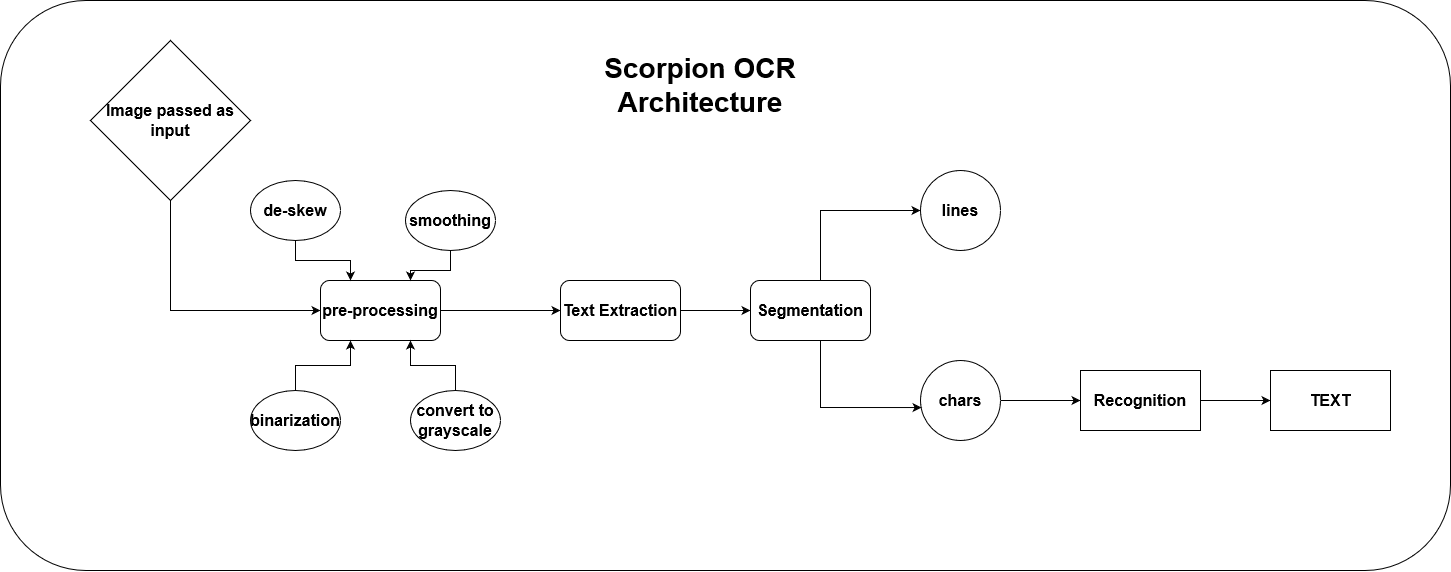 Scorpion OCR
Architecture
Image passed as
input
de-skew
smoothing
pre-processing
Text Extraction
Segmentation
lines
binarization
convert to
grayscale
chars
Recognition
TEXT